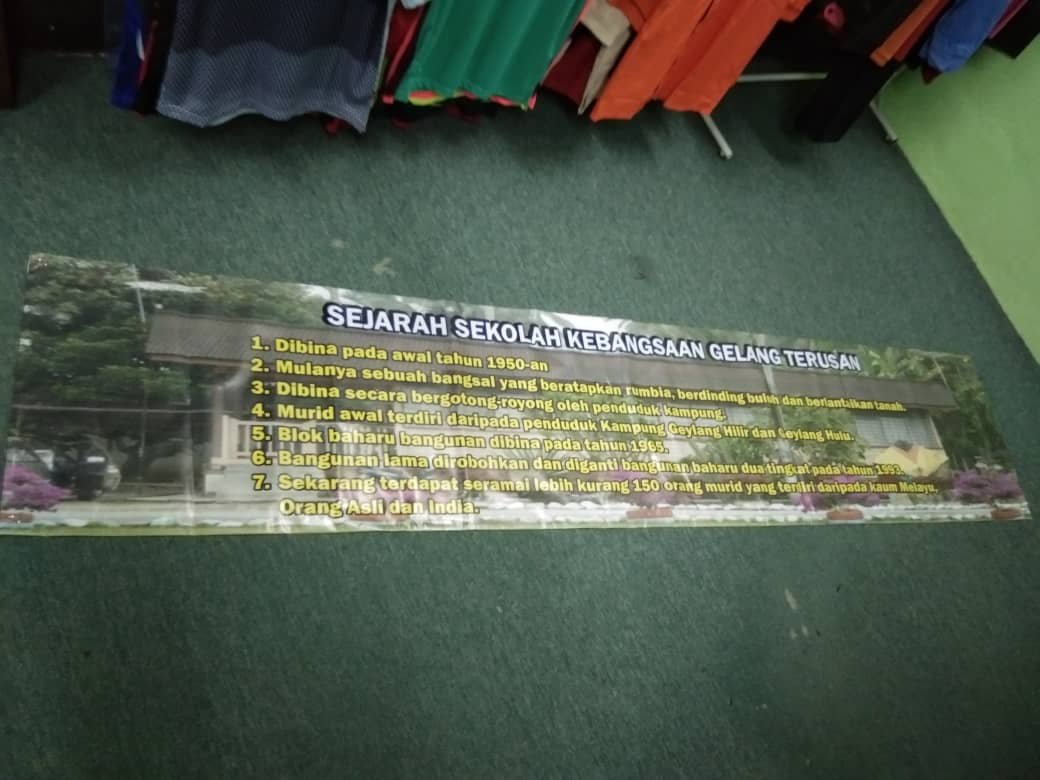 SEJARAH SEKOLAH KEBANGSAAN GELANG TERUSAN
1. Dibina pada awal tahun 1950-an
2. Mulanya sebuah bangsal yang beratapkan rumbia, berdinding buluh dan berlantaikan tanah.
3. Dibina secara bergotong-royong oleh penduduk kampung.
4. Murid awal terdiri daripada penduduk Kampung Geylang Hilir dan Geylang Hulu.
5. Blok baharu bangunan dibina pada tahun 1965.
6. Bangunan lama dirobohkan dan diganti bangunan baharu dua tingkat pada tahun 1993.
7. Sekarang terdapat seramai lebih kurang 150 orang murid yang terdiri daripada kaum Melayu,
Orang Asli dan India.